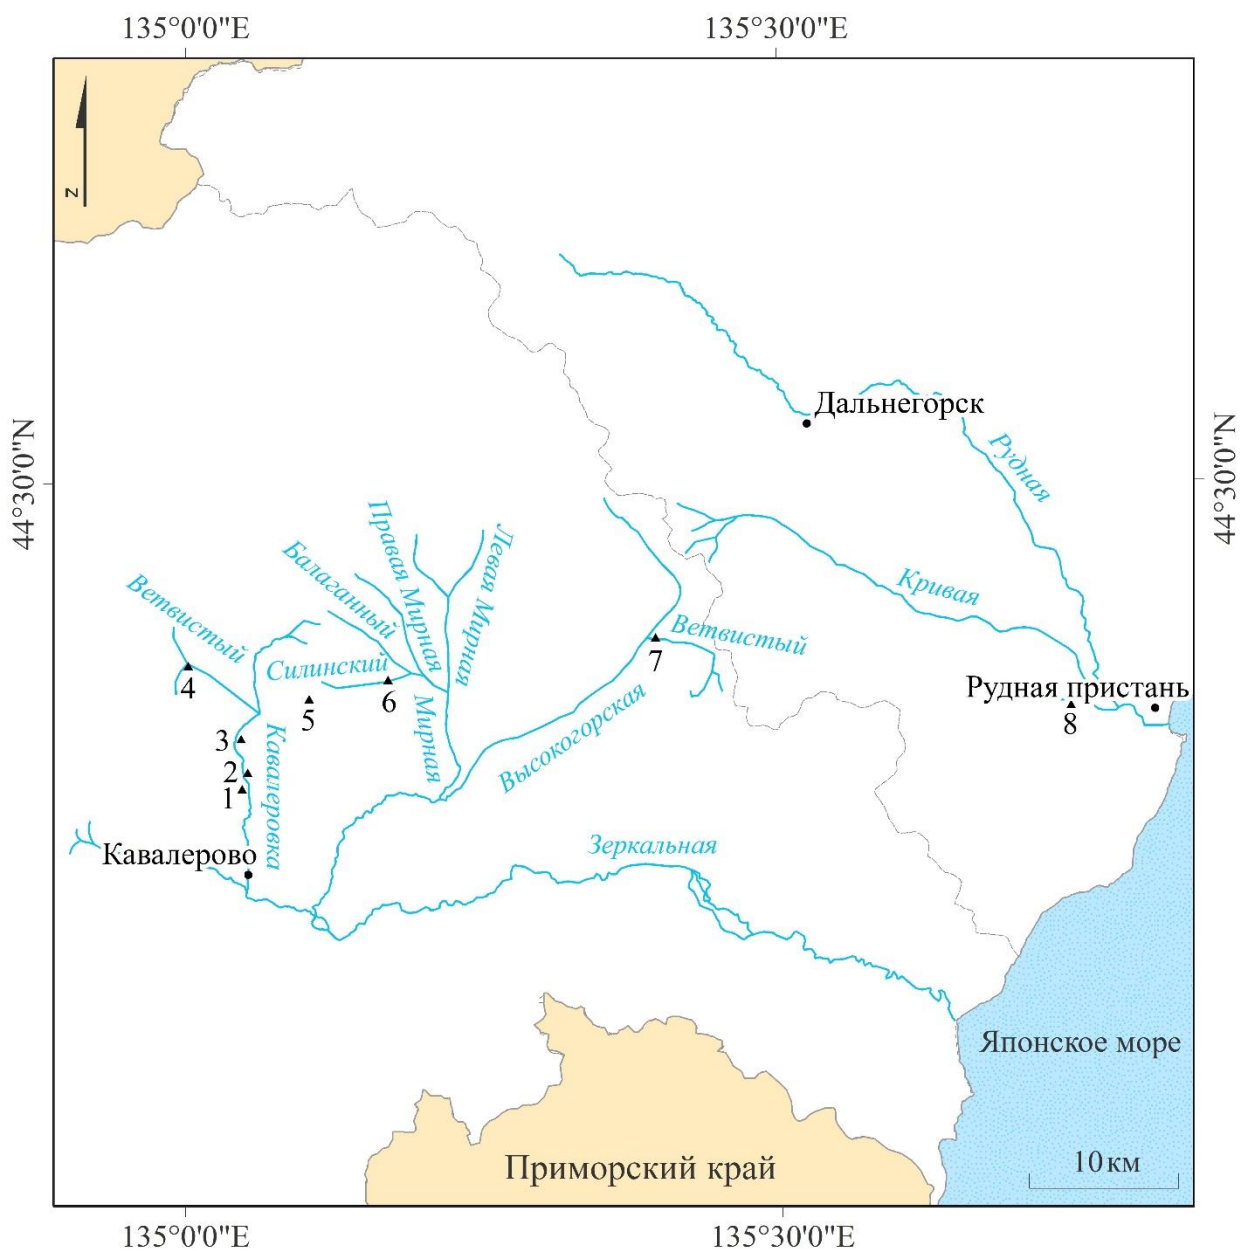 135°0'0"E
135°30'0"E
N
Дальнегорск
44°30'0"N
44°30'0"N
Рудная
Правая Мирная
Левая Мирная
Балаганный
Ветвистый
Кривая
Ветвистый
Силинский
7
4
6
5
Рудная пристань
8
Мирная
Высокогорская
3
Кавалеровка
2
1
Зеркальная
Кавалерово
Японское море
Приморский край
10 км
135°0'0"E
135°30'0"E